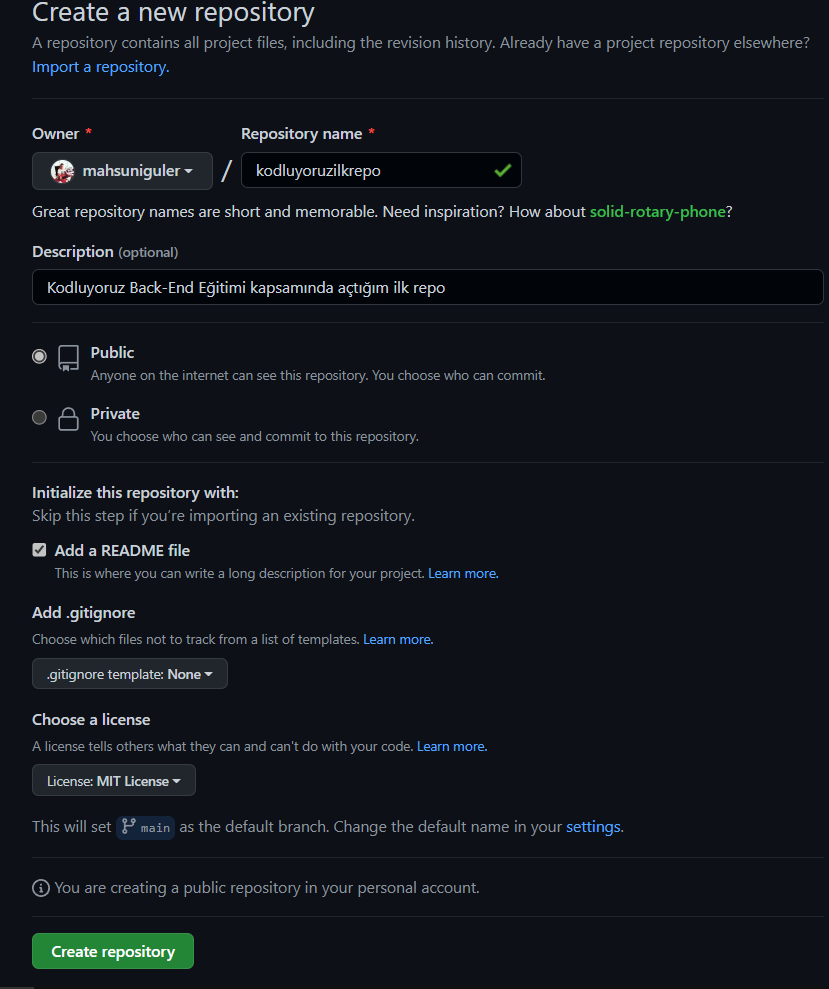 Create a new repository
A repository contains all project files, including the revision history. Already have a project repository elsewhere?
Import a repository.
Owner *
Repository name *
mahsuniguler / kodluyoruzilkrepo
Great repository names are short and memorable. Need inspiration? How about solid-rotary-phone?
Description (optional)
Kodluyoruz Back-End Eğitimi kapsamında açtığım ilk repo
Public
Anyone on the internet can see this repository. You choose who can commit.
Private
You choose who can see and commit to this repository.
Initialize this repository with:
Skip this step if you’re importing an existing repository.
Add a README file
This is where you can write a long description for your project. Learn more.
Add .gitignore
Choose which files not to track from a list of templates. Learn more.
.gitignore template: None
Choose a license
A license tells others what they can and can't do with your code. Learn more.
License: MIT License
This will set main as the default branch. Change the default name in your settings.
You are creating a public repository in your personal account.
Create repository